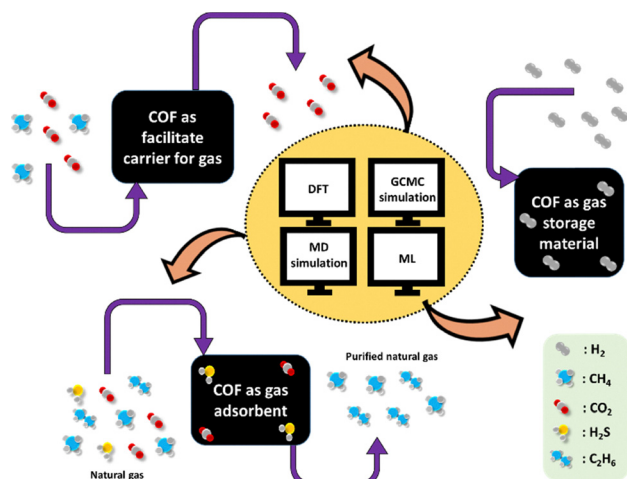 COF as
facilitate
carrier for gas
DFT
GCMC
simulation
MD
simulation
ML
COF as gas
storage
material
COF as gas
adsorbent
Natural gas
Purified natural gas
: H₂
: CH₄
: CO₂
: H₂S
: C₂H₆